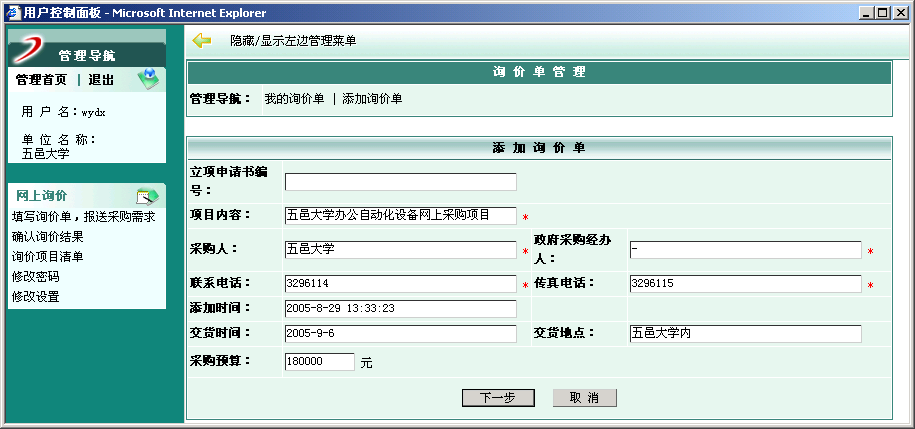 用户控制面板 - Microsoft Internet Explorer
管理导航
管理首页 | 退出
用 户 名：wydx
单 位 名 称：
五邑大学
网上询价
填写询价单，报送采购需求
确认询价结果
询价项目清单
修改密码
修改设置
隐藏/显示左边管理菜单
询 价 单 管 理
管理导航： 我的询价单 | 添加询价单
添 加 询 价 单
立项申请书编
号：
项目内容： 五邑大学办公自动化设备网上采购项目 *
采购人： 五邑大学 * 政府采购经办
人： - *
联系电话： 3296114 * 传真电话： 3296115 *
添加时间： 2005-8-29 13:33:23
交货时间： 2005-9-6 交货地点： 五邑大学内
采购预算： 180000 元
下一步 取 消